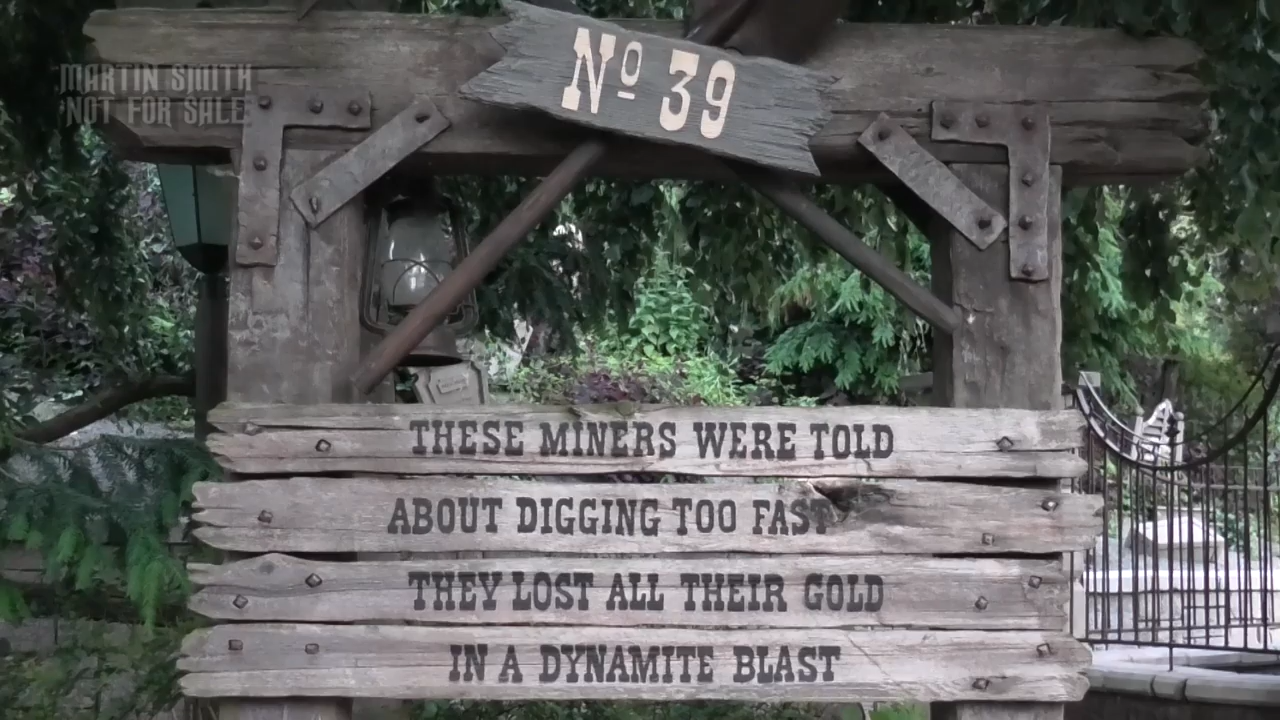 MARTIN SMITH
NOT FOR SALE
Nº 39
THESE MINERS WERE TOLD
ABOUT DIGGING TOO FAST
THEY LOST ALL THEIR GOLD
IN A DYNAMITE BLAST